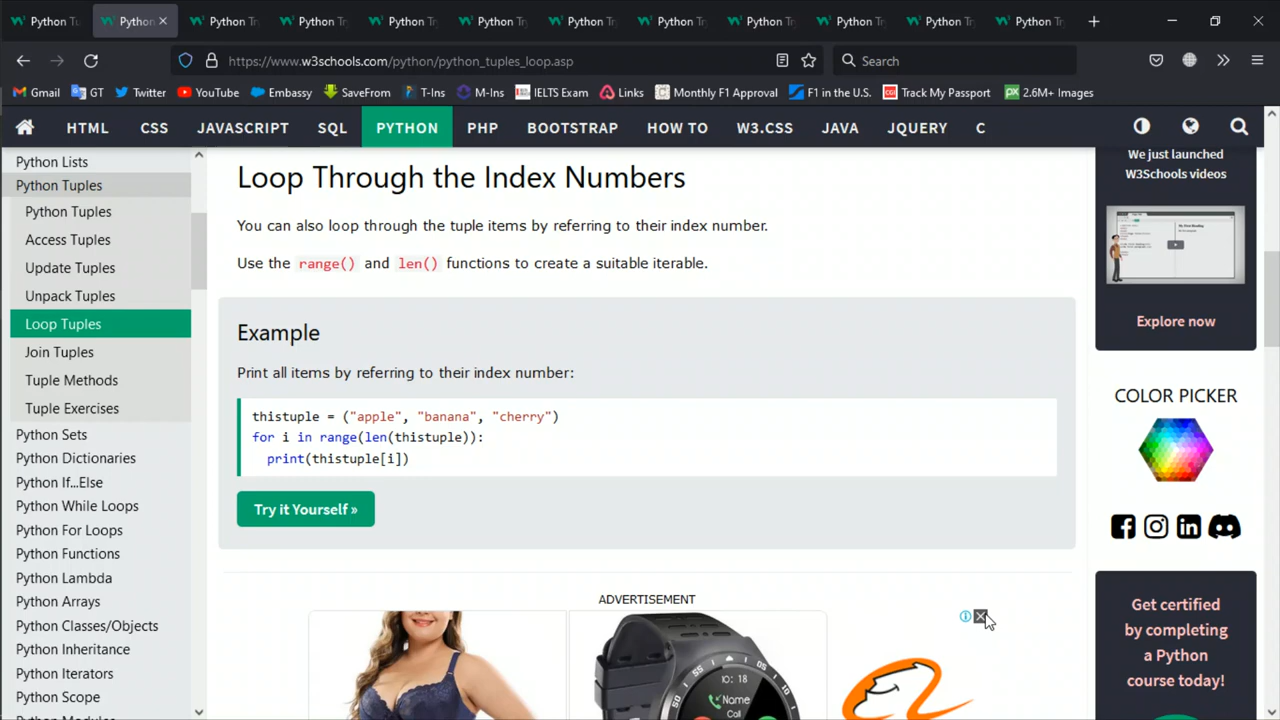 Python Tu
Python T
Python Tr
Python Tr
Python Tr
Python Tr
Python Tr
Python Tr
Python Tr
Python Tr
Python Tr
Python Tr
https://www.w3schools.com/python/python_tuples_loop.asp
Search
Gmail
GT
Twitter
YouTube
Embassy
SaveFrom
T-Ins
M-Ins
IELTS Exam
Links
Monthly F1 Approval
F1 in the U.S.
CGI
Track My Passport
px
2.6M+ Images
HTML
CSS
JAVASCRIPT
SQL
PYTHON
PHP
BOOTSTRAP
HOW TO
W3.CSS
JAVA
JQUERY
C
Python Lists
Python Tuples
Python Tuples
Access Tuples
Update Tuples
Unpack Tuples
Loop Tuples
Join Tuples
Tuple Methods
Tuple Exercises
Python Sets
Python Dictionaries
Python If...Else
Python While Loops
Python For Loops
Python Functions
Python Lambda
Python Arrays
Python Classes/Objects
Python Inheritance
Python Iterators
Python Scope
Loop Through the Index Numbers
You can also loop through the tuple items by referring to their index number.
Use the range() and len() functions to create a suitable iterable.
Example
Print all items by referring to their index number:
thistuple = ("apple", "banana", "cherry")
for i in range(len(thistuple)):
print(thistuple[i])
Try it Yourself »
ADVERTISEMENT
10:18
Name
Call
We just launched
W3Schools videos
Explore now
COLOR PICKER
Get certified
by completing
a Python
course today!